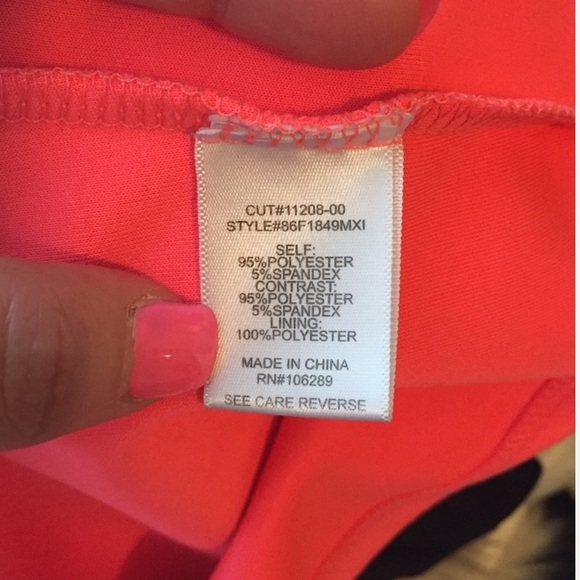 CUT#11208-00
STYLE#86F1849MXI
SELF:
95%POLYESTER
5%SPANDEX
CONTRAST:
95%POLYESTER
5%SPANDEX
LINING:
100%POLYESTER
MADE IN CHINA
RN#106289
SEE CARE REVERSE